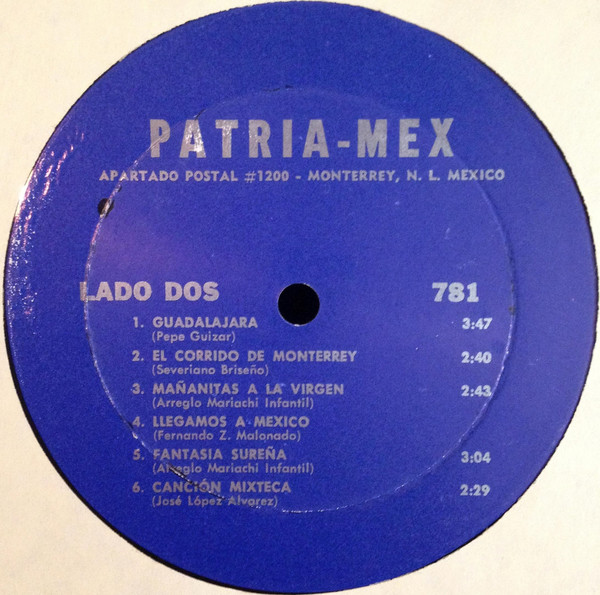 PATRIA-MEX
APARTADO POSTAL #1200 - MONTERREY, N. L. MEXICO
LADO DOS 781
1. GUADALAJARA 3:47
(Pepe Guizar)
2. EL CORRIDO DE MONTERREY 2:40
(Severiano Briseño)
3. MAÑANITAS A LA VIRGEN 2:43
(Arreglo Mariachi Infantil)
4. LLEGAMOS A MEXICO
(Fernando Z. Malonado)
5. FANTASIA SUREÑA 3:04
(Arreglo Mariachi Infantil)
6. CANCIÓN MIXTECA 2:29
(José López Alvarez)